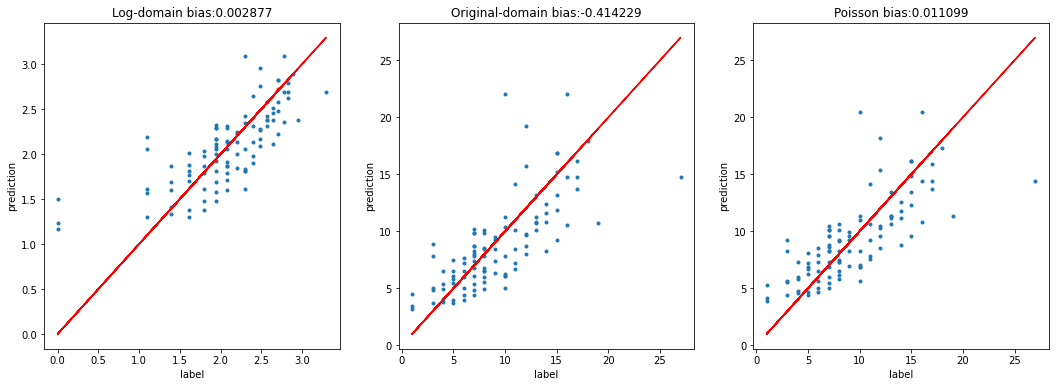 Log-domain bias:0.002877
3.0
2.5
2.0
1.5
1.0
0.5
0.0
prediction
0.0 0.5 1.0 1.5 2.0 2.5 3.0
label
Original-domain bias:-0.414229
25
20
15
10
5
0
prediction
0 5 10 15 20 25
label
Poisson bias:0.011099
25
20
15
10
5
0
prediction
0 5 10 15 20 25
label